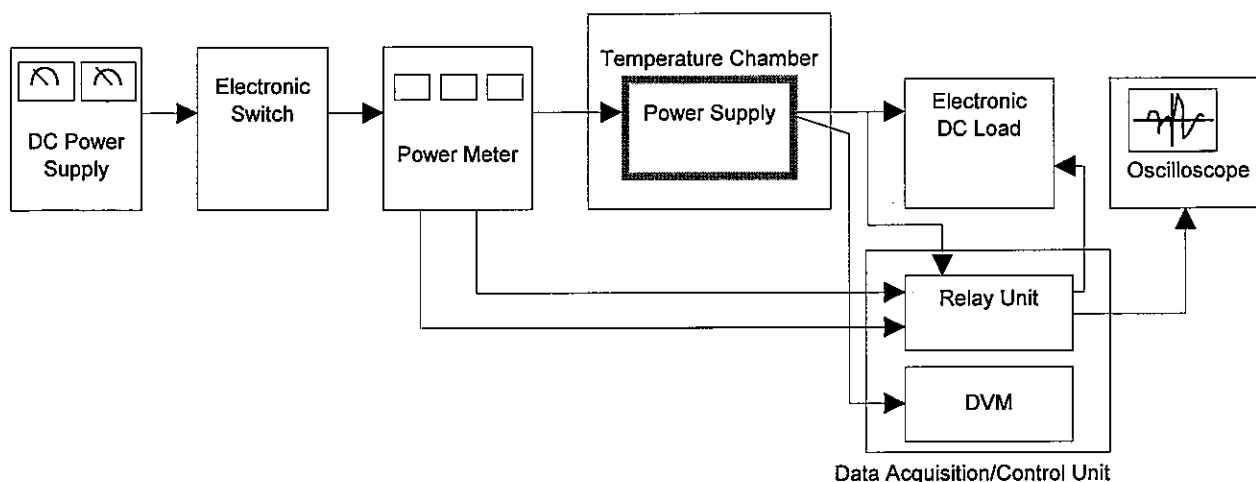 DC Power
Supply
Electronic
Switch
Power Meter
Temperature Chamber
Power Supply
Electronic
DC Load
Oscilloscope
Relay Unit
DVM
Data Acquisition/Control Unit